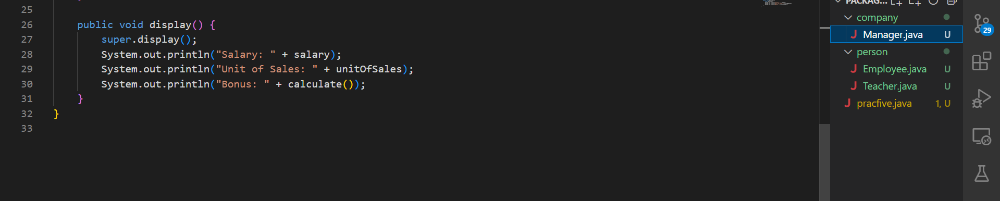 25
26 public void display() {
27 super.display();
28 System.out.println("Salary: " + salary);
29 System.out.println("Unit of Sales: " + unitOfSales);
30 System.out.println("Bonus: " + calculate());
31 }
32 }
33
PACKAG...
company
Manager.java U
person
Employee.java U
Teacher.java U
pracfive.java 1, U
29